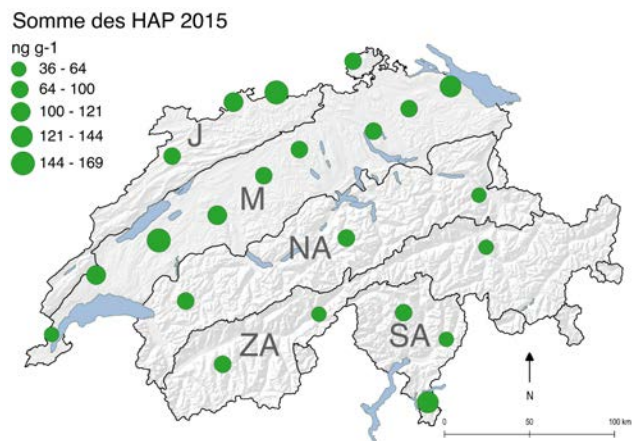 Somme des HAP 2015
ng g-1
36 - 64
64 - 100
100 - 121
121 - 144
144 - 169
J
M
NA
ZA
SA
N
0 50 100 km